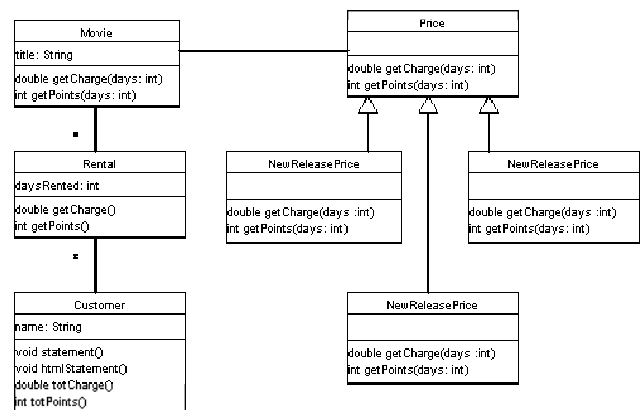 Movie
title: String
double getCharge(days: int)
int getPoints(days: int)
Price
double getCharge(days: int)
int getPoints(days: int)
*
Rental
daysRented: int
double getCharge()
int getPoints()
NewReleasePrice
double getCharge(days :int)
int getPoints(days: int)
NewReleasePrice
double getCharge(days :int)
int getPoints(days: int)
*
Customer
name: String
void statement()
void htmlStatement()
double totCharge()
int totPoints()
NewReleasePrice
double getCharge(days :int)
int getPoints(days: int)